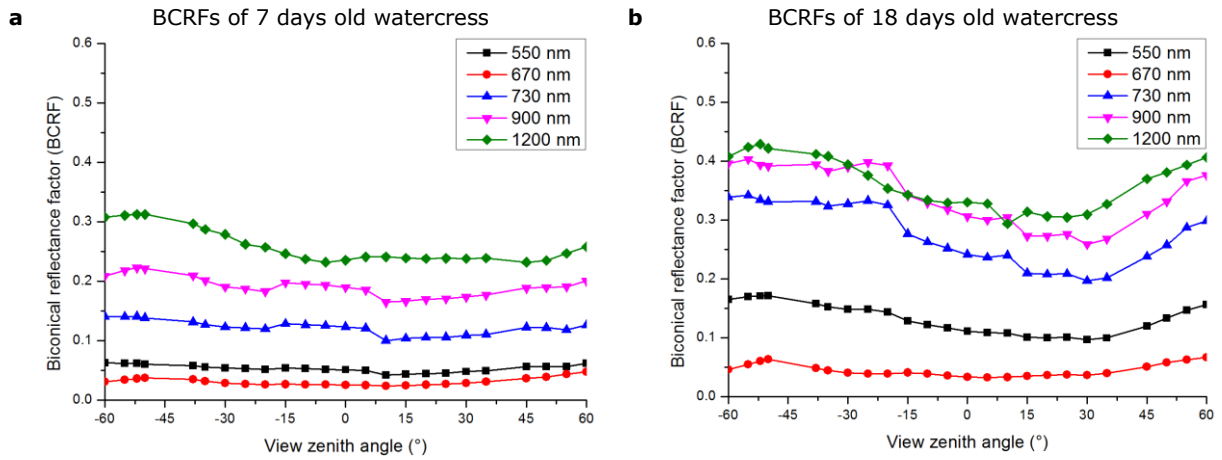 a
BCRFs of 7 days old watercress
Biconical reflectance factor (BCRF)
0.6
0.5
0.4
0.3
0.2
0.1
0.0
-60 -45 -30 -15 0 15 30 45 60
View zenith angle (°)
550 nm
670 nm
730 nm
900 nm
1200 nm
b
BCRFs of 18 days old watercress
Biconical reflectance factor (BCRF)
0.6
0.5
0.4
0.3
0.2
0.1
0.0
-60 -45 -30 -15 0 15 30 45 60
View zenith angle (°)
550 nm
670 nm
730 nm
900 nm
1200 nm